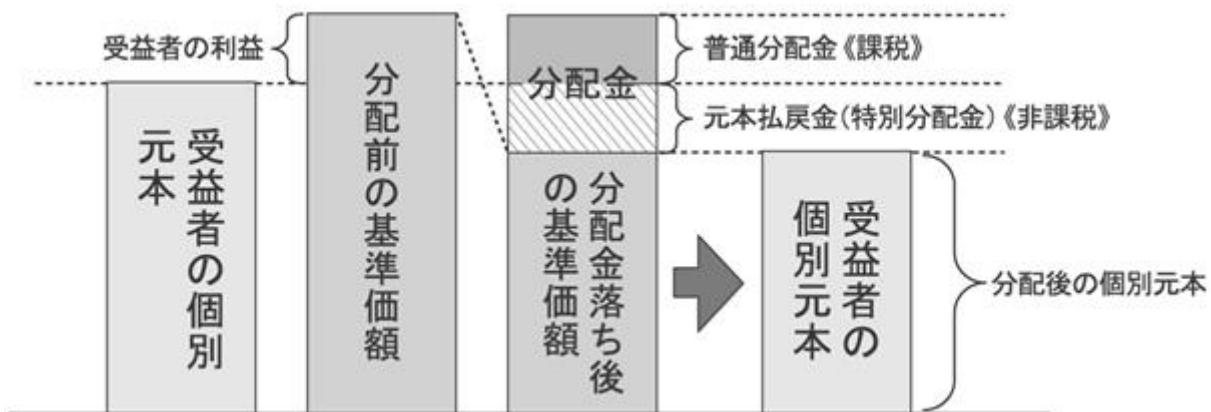 受益者の利益
受益者の個別
元本
分配前の基準価額
分配金
分配金落ち後
の基準価額
普通分配金《課税》
元本払戻金(特別分配金)《非課税》
受益者の
個別元本
分配後の個別元本